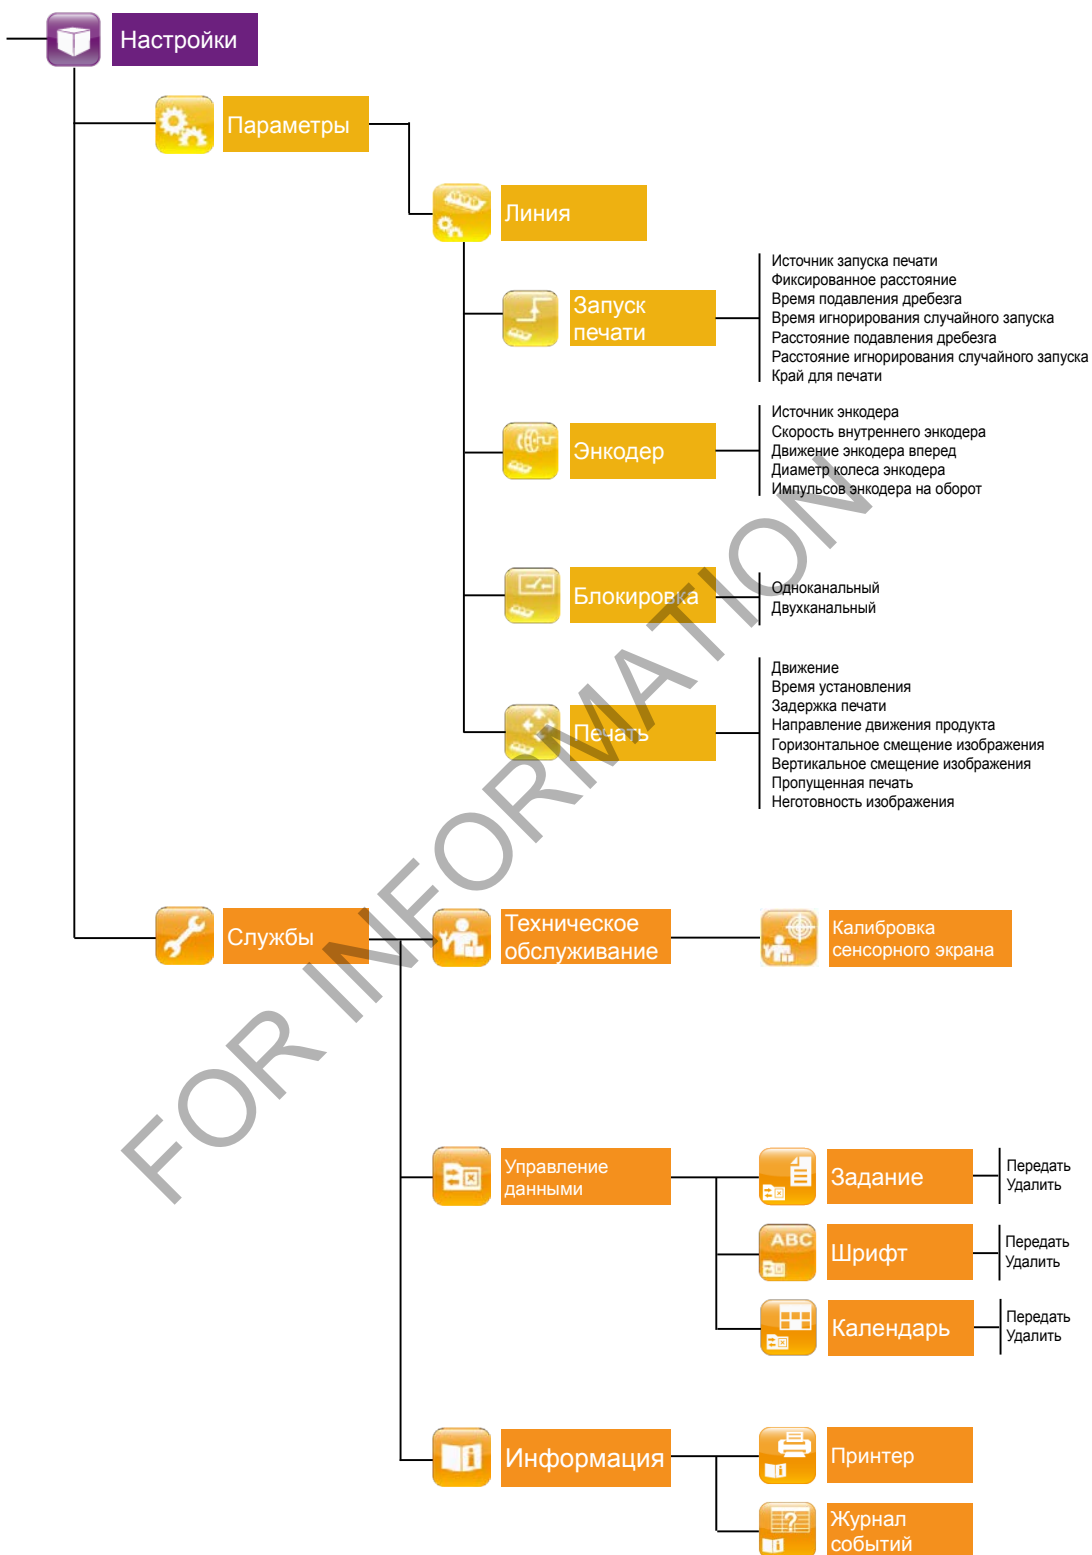 Настройки
Параметры
Линия
Запуск
печати
Источник запуска печати
Фиксированное расстояние
Время подавления дребезга
Время игнорирования случайного запуска
Расстояние подавления дребезга
Расстояние игнорирования случайного запуска
Край для печати
Энкодер
Источник энкодера
Скорость внутреннего энкодера
Движение энкодера вперед
Диаметр колеса энкодера
Импульсов энкодера на оборот
Блокировка
Одноканальный
Двухканальный
Печать
Движение
Время установления
Задержка печати
Направление движения продукта
Горизонтальное смещение изображения
Вертикальное смещение изображения
Пропущенная печать
Неготовность изображения
Службы
Техническое
обслуживание
Калибровка
сенсорного экрана
Управление
данными
Задание
Передать
Удалить
ABC
Шрифт
Передать
Удалить
Календарь
Передать
Удалить
Информация
Принтер
Журнал
событий
FOR INFORMATION